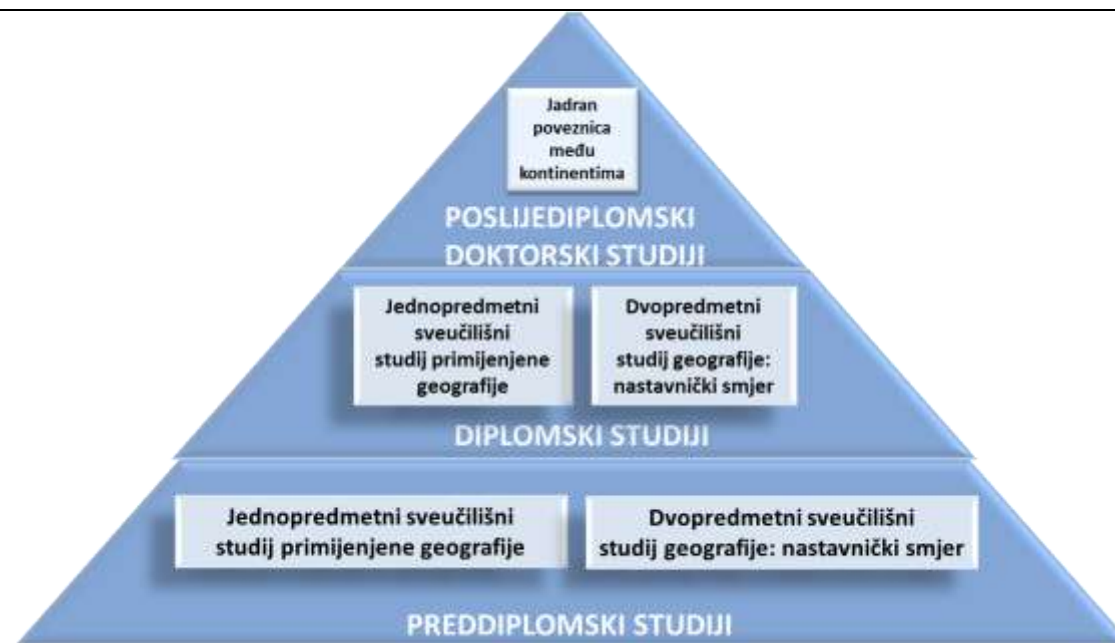 Jadran
poveznica
među
kontinentima
POSLIJEDIPLOMSKI
DOKTORSKI STUDIJI
Jednopredmetni
sveučilišni
studij primijenjene
geografije
Dvopredmetni
sveučilišni
studij geografije:
nastavnički smjer
DIPLOMSKI STUDIJI
Jednopredmetni sveučilišni
studij primijenjene geografije
Dvopredmetni sveučilišni
studij geografije: nastavnički smjer
PREDDIPLOMSKI STUDIJI